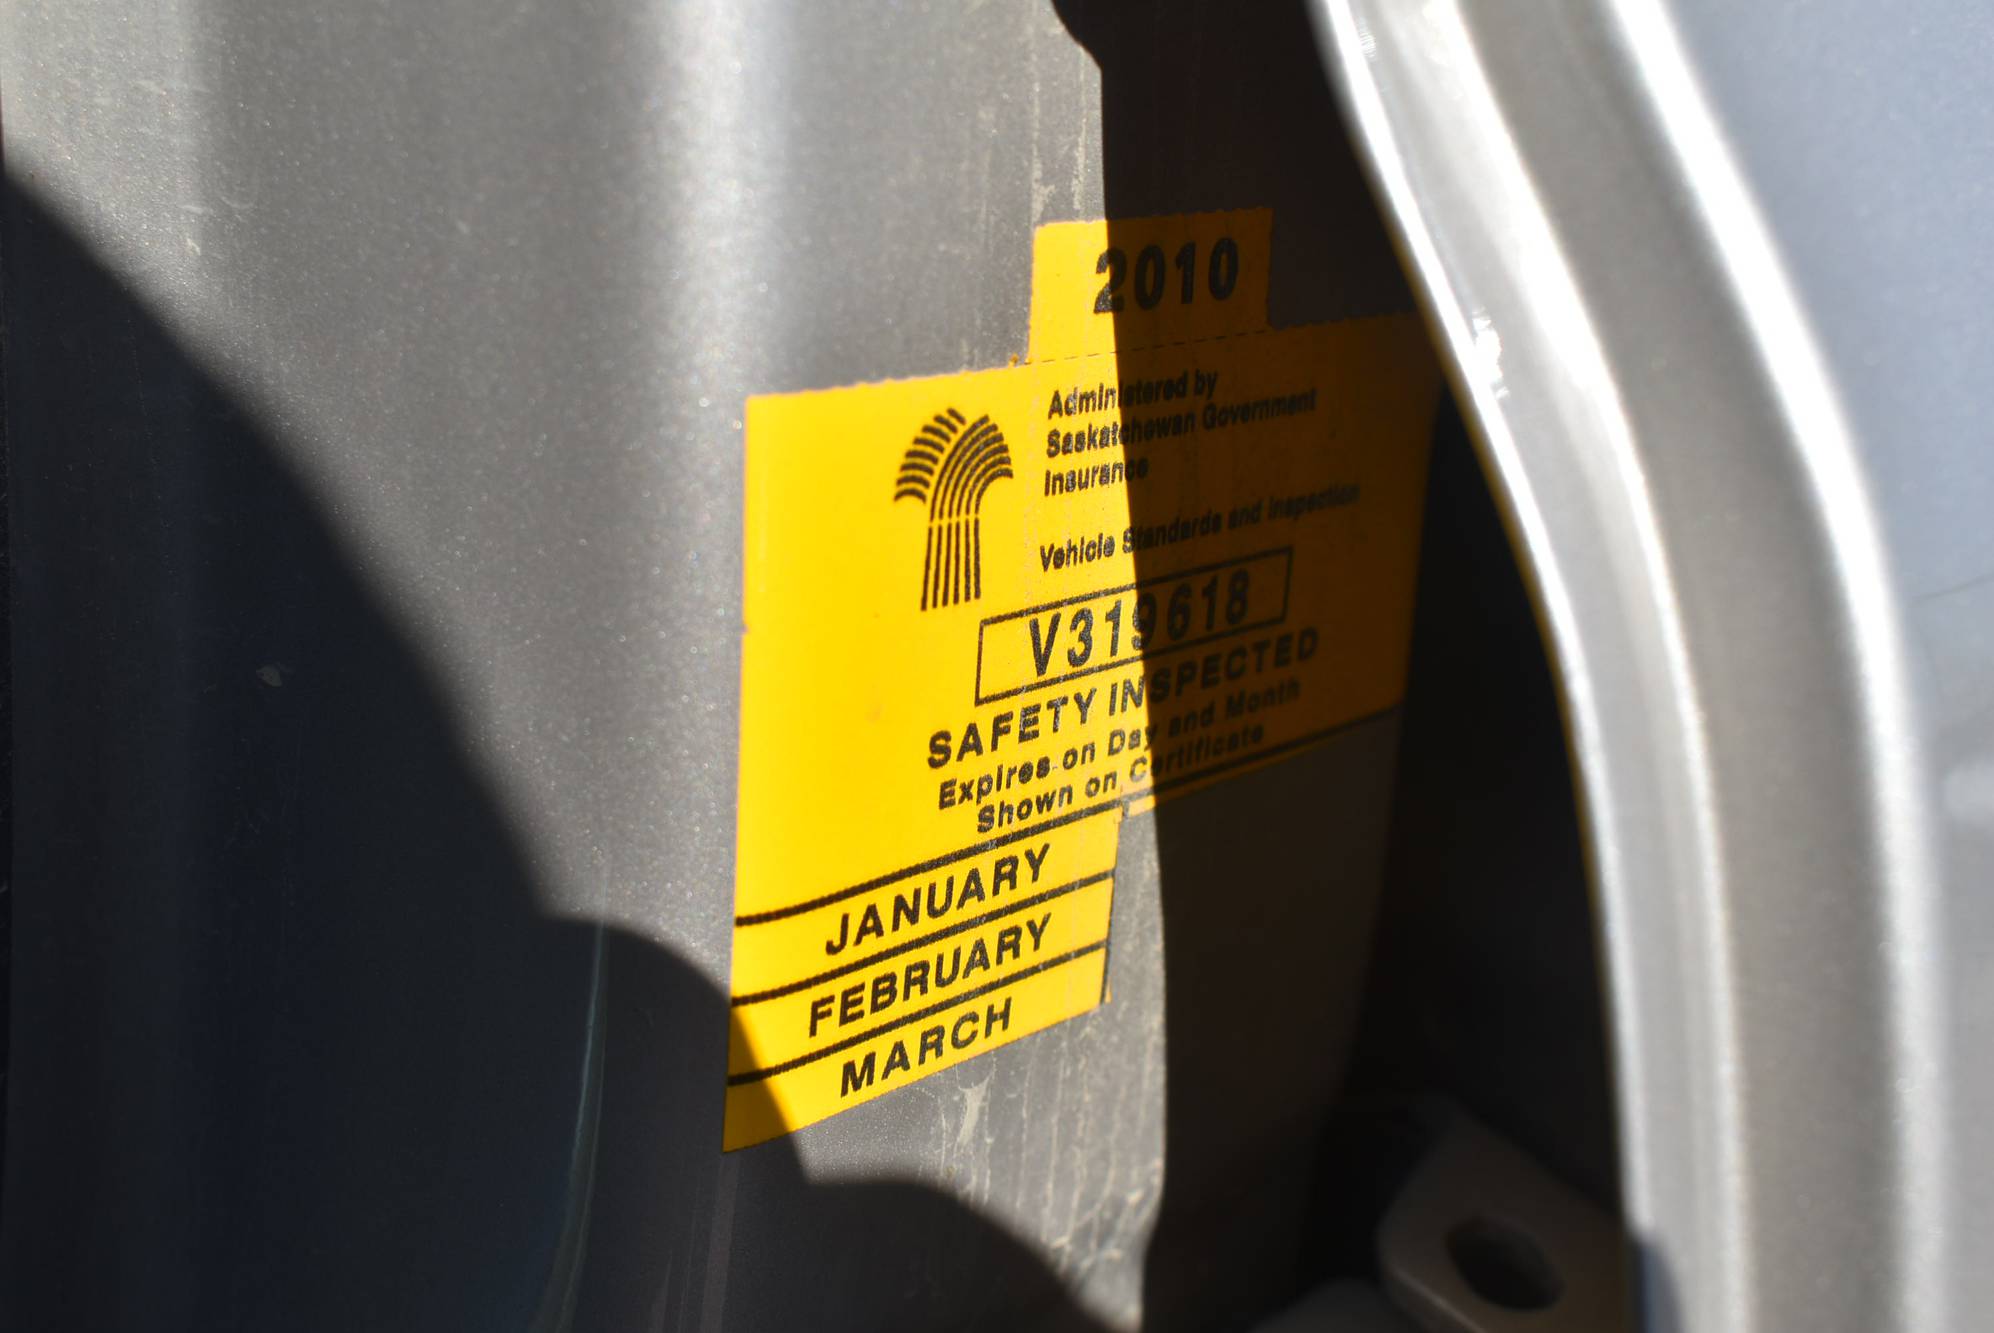 2010
Administered by
Saskatchewan Government
Insurance
Vehicle Standards and Inspection
V319618
SAFETY INSPECTED
Expires on Day and Month
Shown on Certificate
JANUARY
FEBRUARY
MARCH